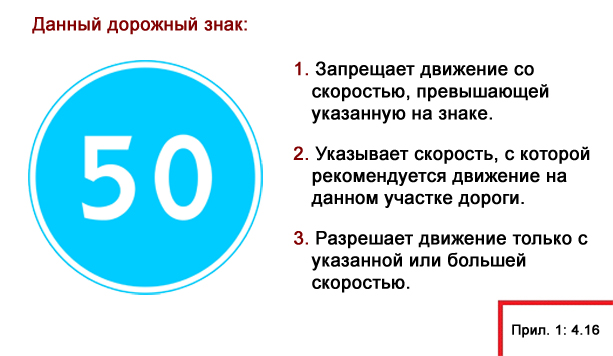 Данный дорожный знак:
50
1. Запрещает движение со
скоростью, превышающей
указанную на знаке.
2. Указывает скорость, с которой
рекомендуется движение на
данном участке дороги.
3. Разрешает движение только с
указанной или большей
скоростью.
Прил. 1: 4.16